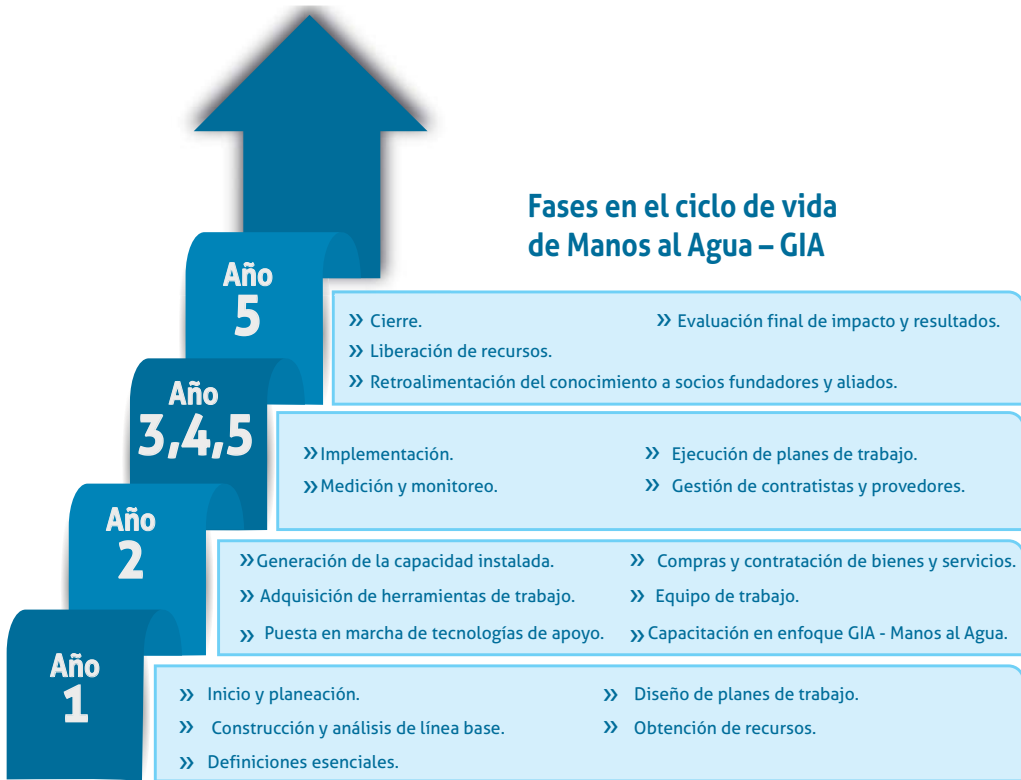 Fases en el ciclo de vida
de Manos al Agua – GIA
Año
5
» Cierre.
» Evaluación final de impacto y resultados.
» Liberación de recursos.
» Retroalimentación del conocimiento a socios fundadores y aliados.
Año
3,4,5
» Implementación.
» Ejecución de planes de trabajo.
» Medición y monitoreo.
» Gestión de contratistas y provedores.
Año
2
» Generación de la capacidad instalada.
» Compras y contratación de bienes y servicios.
» Adquisición de herramientas de trabajo.
» Equipo de trabajo.
» Puesta en marcha de tecnologías de apoyo.
» Capacitación en enfoque GIA - Manos al Agua.
Año
1
» Inicio y planeación.
» Diseño de planes de trabajo.
» Construcción y análisis de línea base.
» Obtención de recursos.
» Definiciones esenciales.